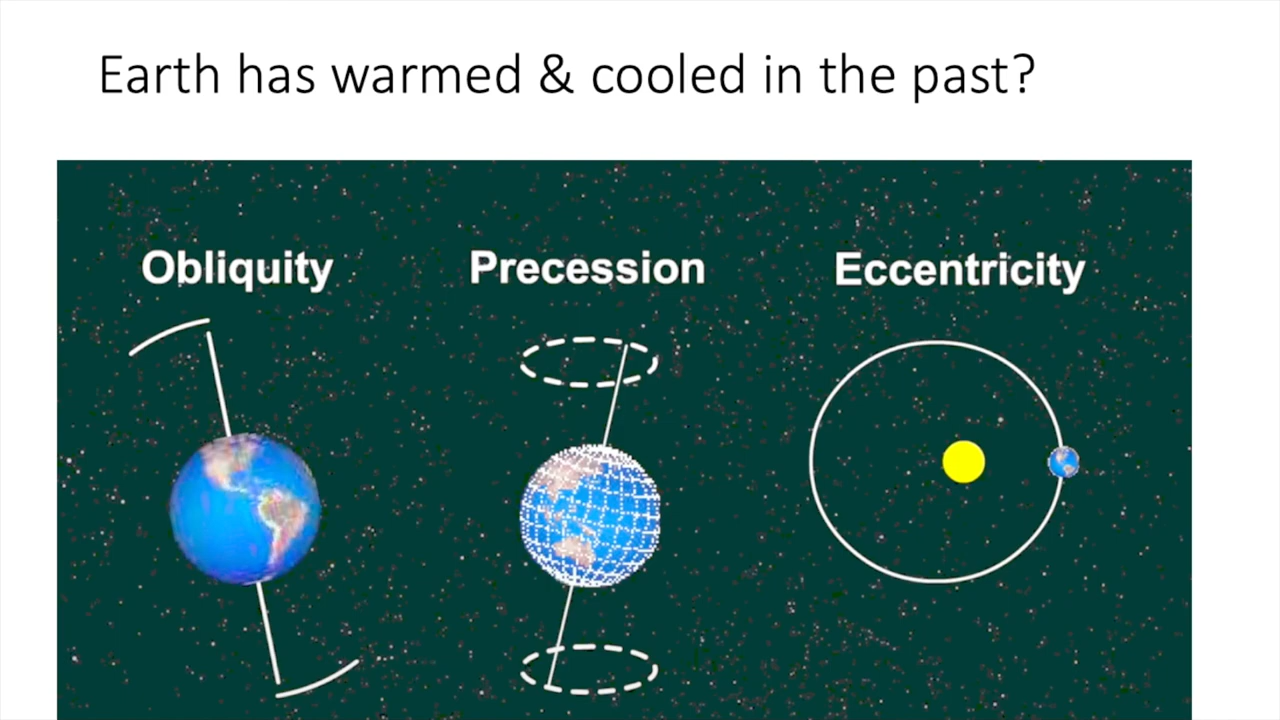 Earth has warmed & cooled in the past?
Obliquity Precession Eccentricity